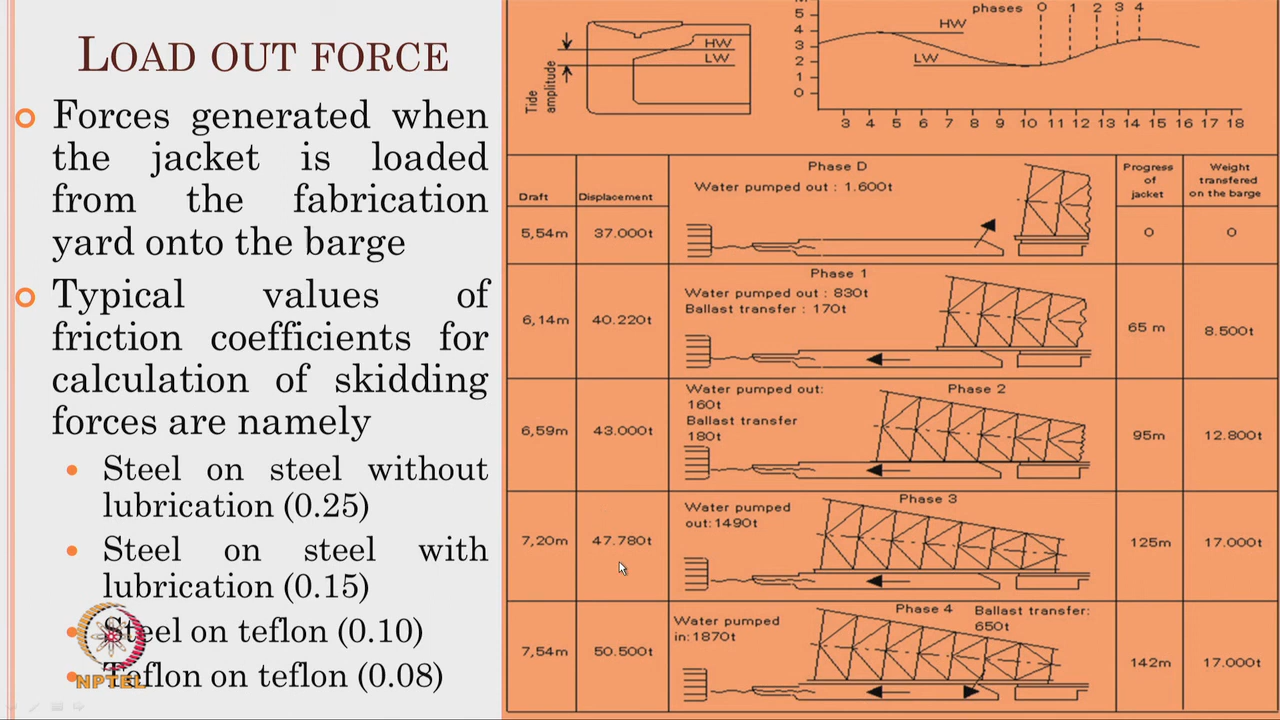 LOAD OUT FORCE
Forces generated when
the jacket is loaded
from the fabrication
yard onto the barge
Typical values of
friction coefficients for
calculation of skidding
forces are namely
Steel on steel without
lubrication (0.25)
Steel on steel with
lubrication (0.15)
Steel on teflon (0.10)
Teflon on teflon (0.08)
NPTEL
HW
LW
Tide
amplitude
phases 0 1 2 3 4
5
4
3
2
1
0
HW
LW
3 4 5 6 7 8 9 10 11 12 13 14 15 16 17 18
Draft
Displacement
Progress
of
jacket
Weight
transfered
on the barge
Phase D
Water pumped out : 1.600t
5,54m
37.000t
0
0
Phase 1
Water pumped out : 830t
Ballast transfer : 170t
6,14m
40.220t
65 m
8.500t
Phase 2
Water pumped out:
160t
Ballast transfer
180t
6,59m
43.000t
95m
12.800t
Phase 3
Water pumped
out:1490t
7,20m
47.780t
125m
17.000t
Phase 4
Water pumped
in:1870t
Ballast transfer:
650t
7,54m
50.500t
142m
17.000t